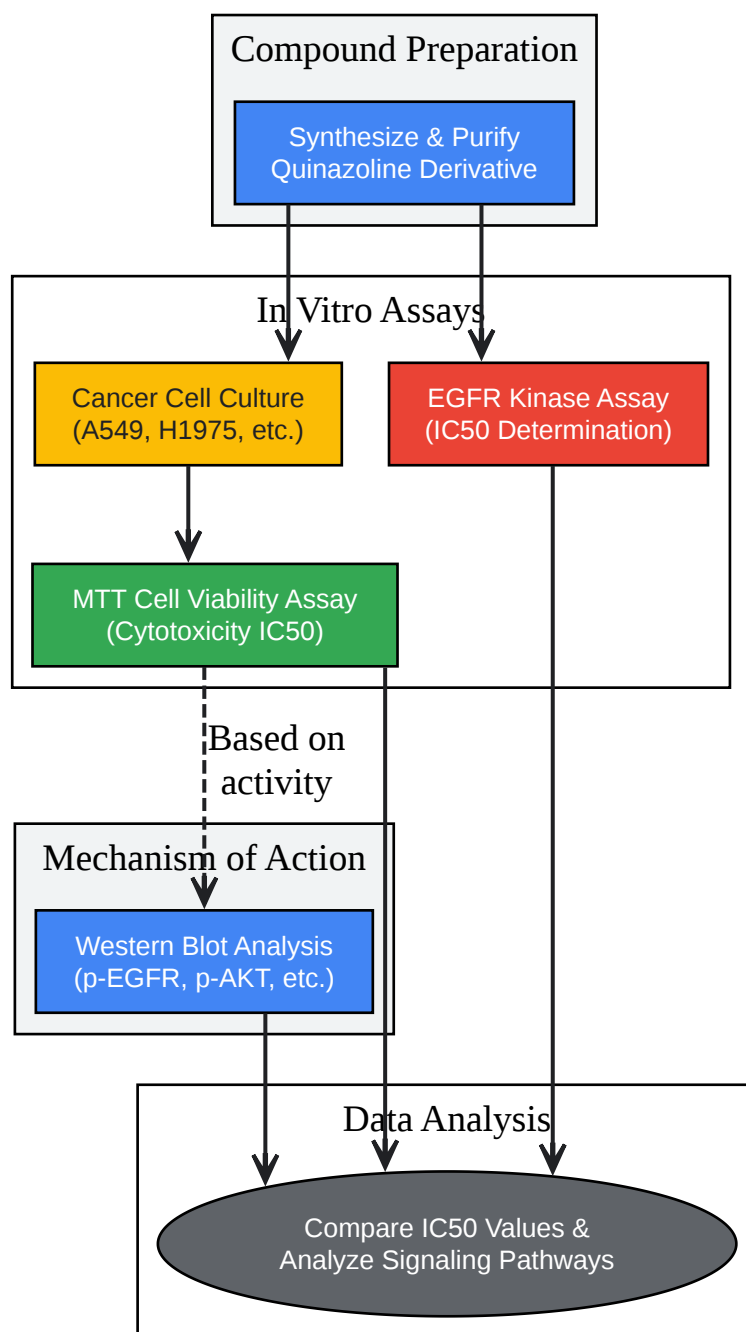 Compound Preparation
Synthesize & Purify
Quinazoline Derivative
In Vitro Assays
Cancer Cell Culture
(A549, H1975, etc.)
EGFR Kinase Assay
(IC50 Determination)
MTT Cell Viability Assay
(Cytotoxicity IC50)
Based on
activity
Mechanism of Action
Western Blot Analysis
(p-EGFR, p-AKT, etc.)
Data Analysis
Compare IC50 Values &
Analyze Signaling Pathways